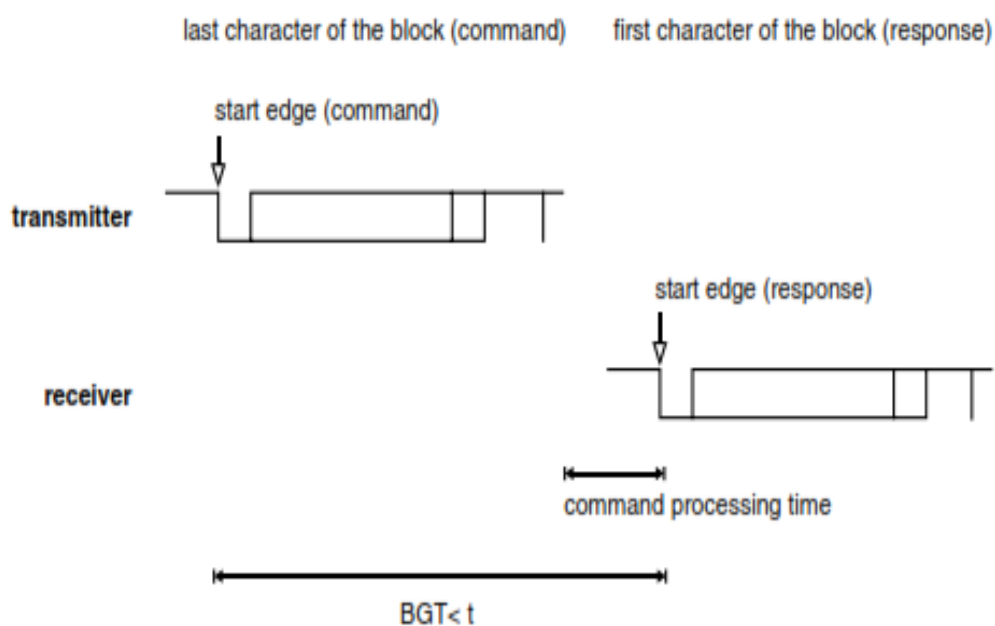 last character of the block (command)
first character of the block (response)
start edge (command)
transmitter
start edge (response)
receiver
command processing time
BGT< t